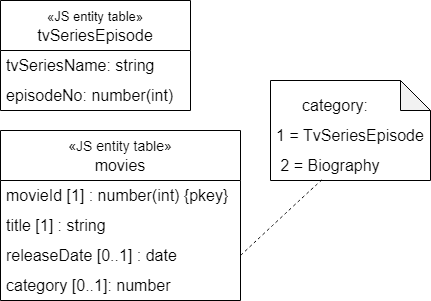 «JS entity table»
tvSeriesEpisode
tvSeriesName: string
episodeNo: number(int)
«JS entity table»
movies
movieId [1] : number(int) {pkey}
title [1] : string
releaseDate [0..1] : date
category [0..1]: number
category:
1 = TvSeriesEpisode
2 = Biography